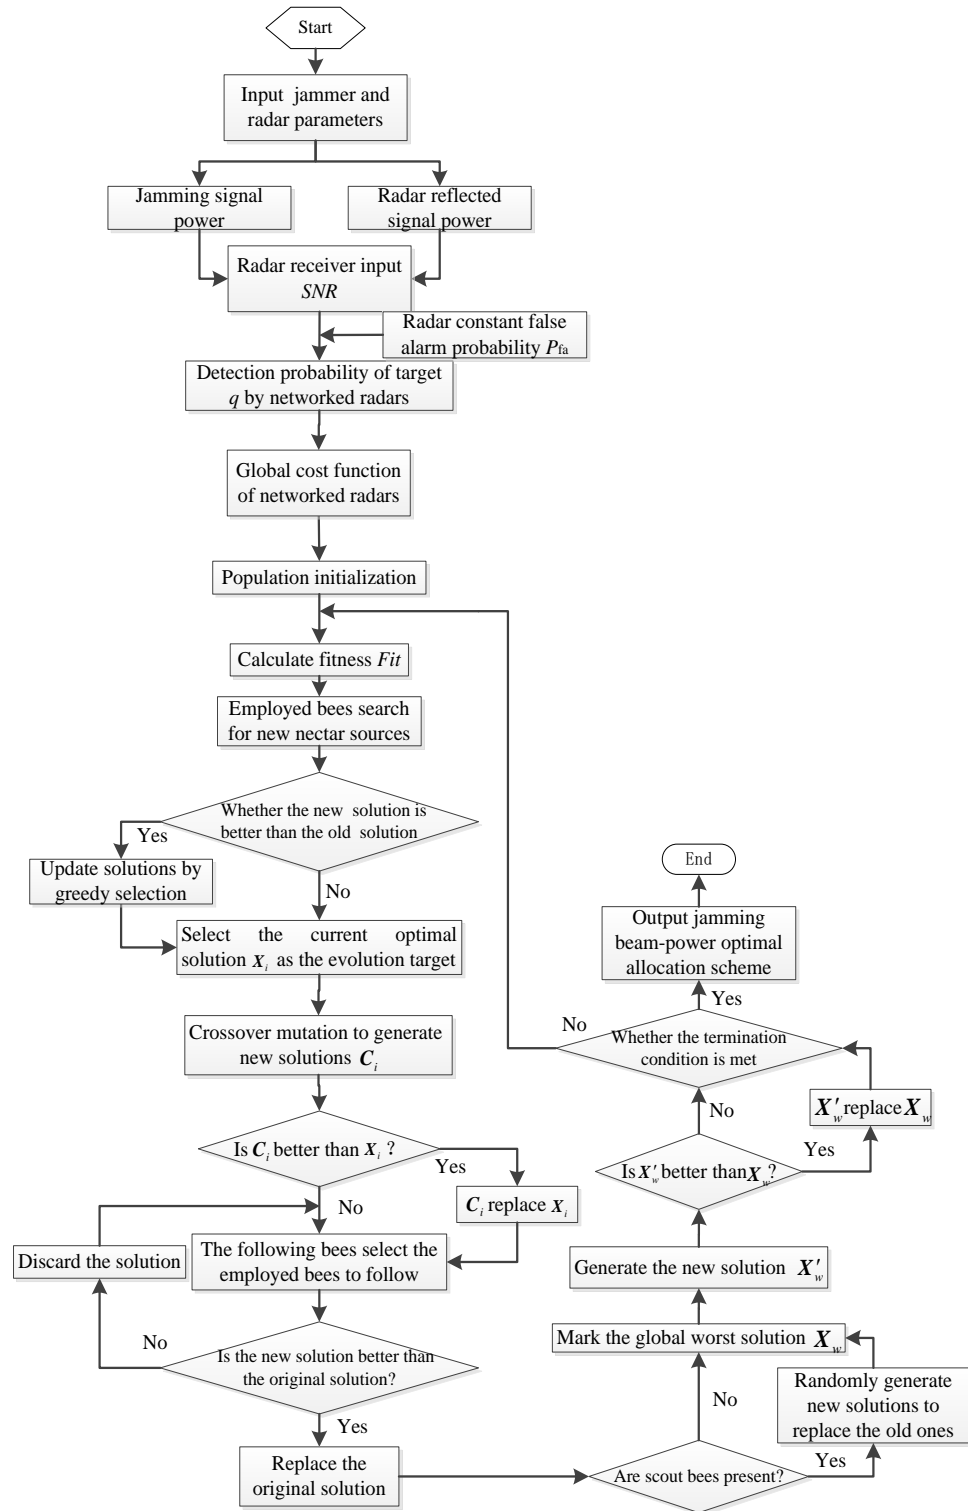 Start
Input jammer and
radar parameters
Jamming signal
power
Radar reflected
signal power
Radar receiver input
SNR
Radar constant false
alarm probability Pfa
Detection probability of target
q by networked radars
Global cost function
of networked radars
Population initialization
Calculate fitness Fit
Employed bees search
for new nectar sources
Whether the new solution is
better than the old solution
Yes
Update solutions by
greedy selection
No
Select the current optimal
solution Xi as the evolution target
Crossover mutation to generate
new solutions Ci
Is Ci better than Xi ?
Yes
No
Ci replace Xi
The following bees select the
employed bees to follow
Discard the solution
No
Is the new solution better than
the original solution?
Yes
Replace the
original solution
Are scout bees present?
Yes
No
Randomly generate
new solutions to
replace the old ones
Mark the global worst solution Xw
Generate the new solution X′w
Is X′w better than Xw?
Yes
No
X′w replace Xw
Whether the termination
condition is met
No
Yes
Output jamming
beam-power optimal
allocation scheme
End